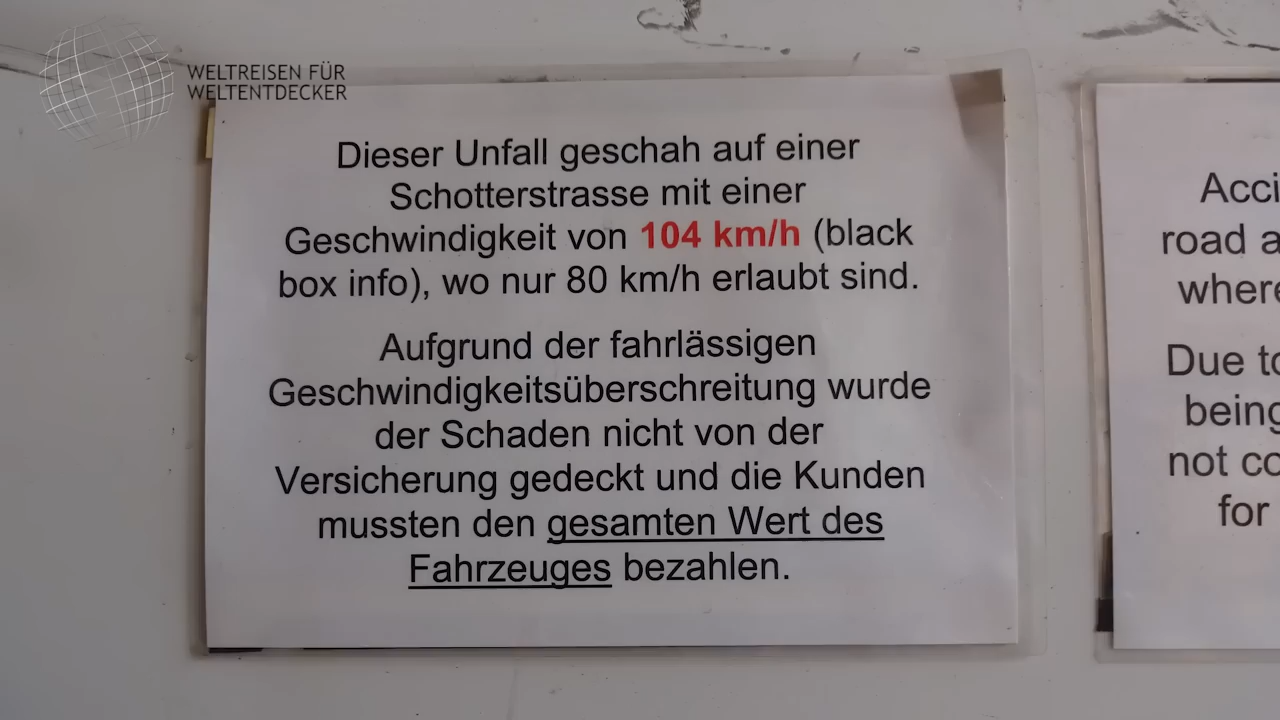 WELTREISEN FÜR
WELTENTDECKER
Dieser Unfall geschah auf einer
Schotterstrasse mit einer
Geschwindigkeit von 104 km/h (black
box info), wo nur 80 km/h erlaubt sind.
Aufgrund der fahrlässigen
Geschwindigkeitsüberschreitung wurde
der Schaden nicht von der
Versicherung gedeckt und die Kunden
mussten den gesamten Wert des
Fahrzeuges bezahlen.
Acci
road a
where
Due to
being
not co
for